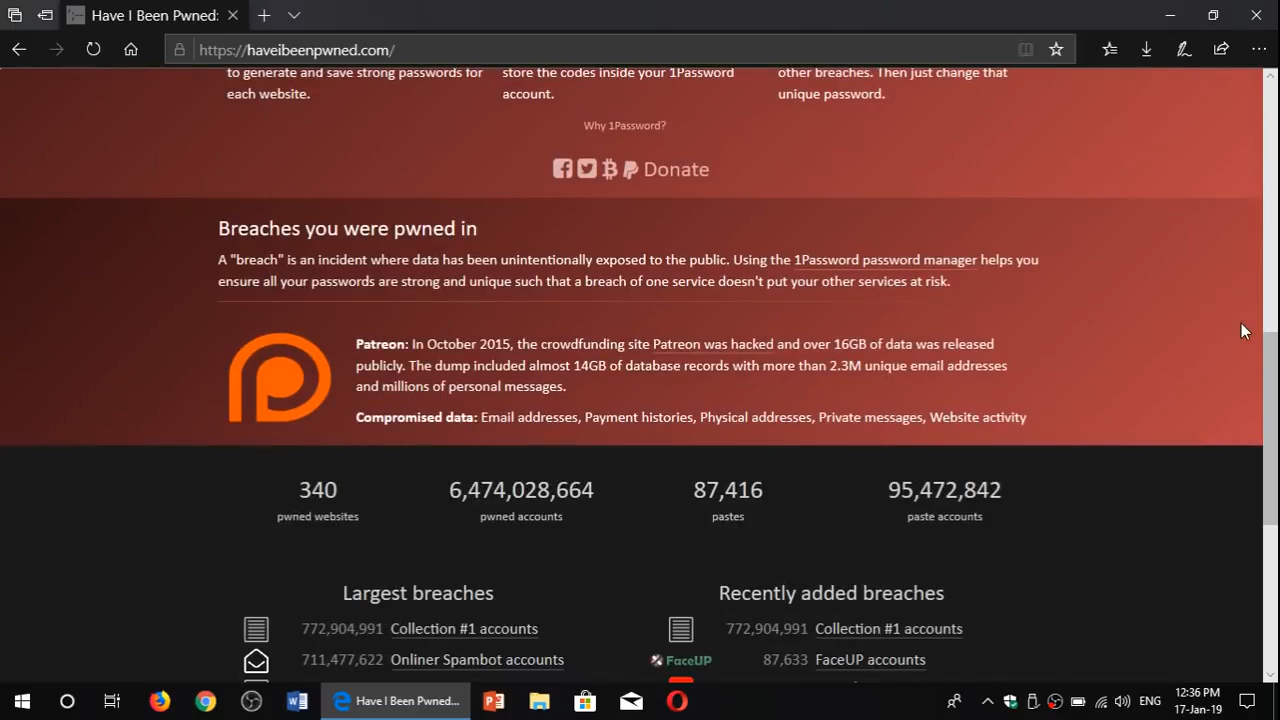 Have I Been Pwned:
https://haveibeenpwned.com/
to generate and save strong passwords for
each website.
store the codes inside your 1Password
account.
other breaches. Then just change that
unique password.
Why 1Password?
Donate
Breaches you were pwned in
A "breach" is an incident where data has been unintentionally exposed to the public. Using the 1Password password manager helps you
ensure all your passwords are strong and unique such that a breach of one service doesn't put your other services at risk.
Patreon: In October 2015, the crowdfunding site Patreon was hacked and over 16GB of data was released
publicly. The dump included almost 14GB of database records with more than 2.3M unique email addresses
and millions of personal messages.
Compromised data: Email addresses, Payment histories, Physical addresses, Private messages, Website activity
340
pwned websites
6,474,028,664
pwned accounts
87,416
pastes
95,472,842
paste accounts
Largest breaches
772,904,991 Collection #1 accounts
711,477,622 Onliner Spambot accounts
Recently added breaches
772,904,991 Collection #1 accounts
FaceUP 87,633 FaceUP accounts
Have I Been Pwned...
ENG
12:36 PM
17-Jan-19